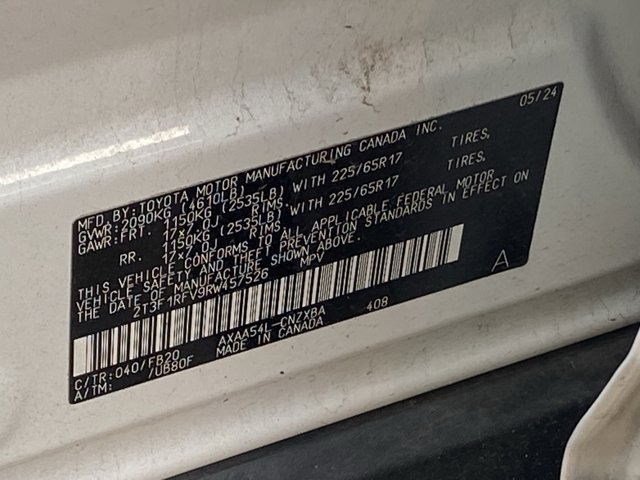 MFD. BY: TOYOTA MOTOR MANUFACTURING CANADA INC. 05/24
GVWR: 2090KG (4610LB)
GAWR: FRT. 1150KG (2535LB) WITH 225/65R17 TIRES,
17x7.0J RIMS.
RR. 1150KG (2535LB) WITH 225/65R17 TIRES,
17x7.0J RIMS.
THIS VEHICLE CONFORMS TO ALL APPLICABLE FEDERAL MOTOR
VEHICLE SAFETY AND THEFT PREVENTION STANDARDS IN EFFECT ON
THE DATE OF MANUFACTURE SHOWN ABOVE.
2T3F1RFV9RW457526 MPV
A
C/TR: 040/FB20 AXAA54L-CNZXBA 408
A/TM: /UB80F MADE IN CANADA